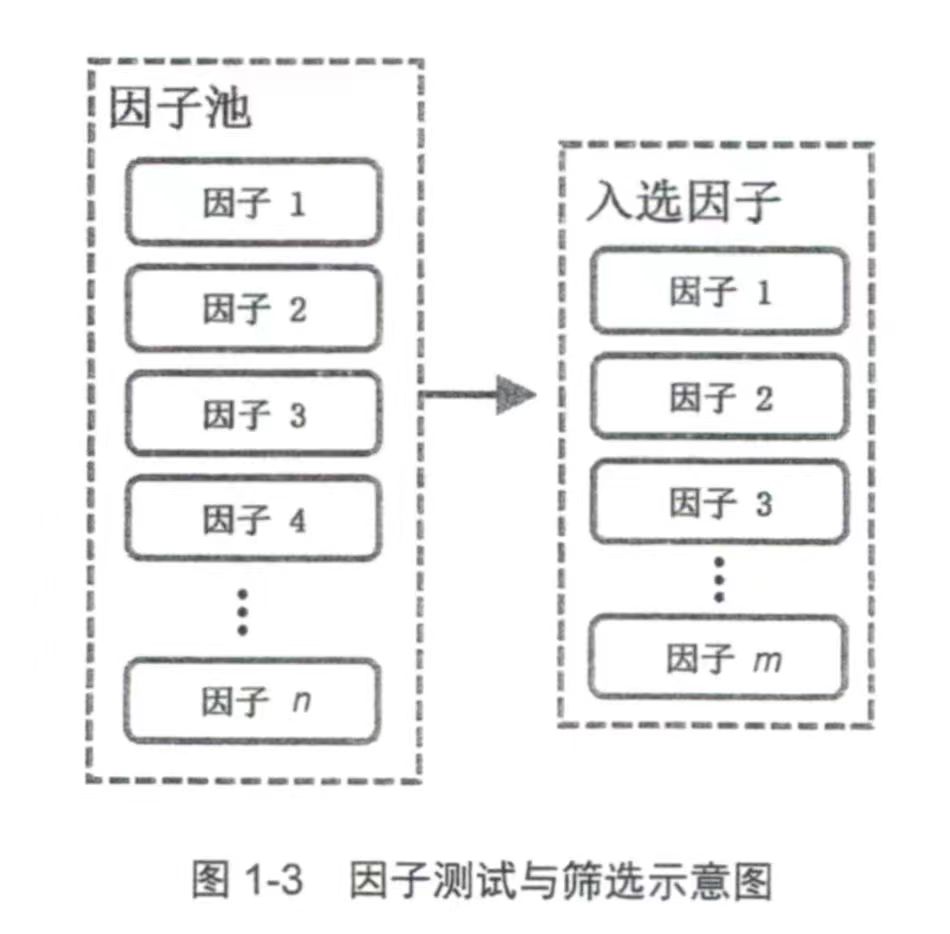 因子池
因子 1
因子 2
因子 3
因子 4
⋮
因子 n
入选因子
因子 1
因子 2
因子 3
⋮
因子 m
图 1-3 因子测试与筛选示意图